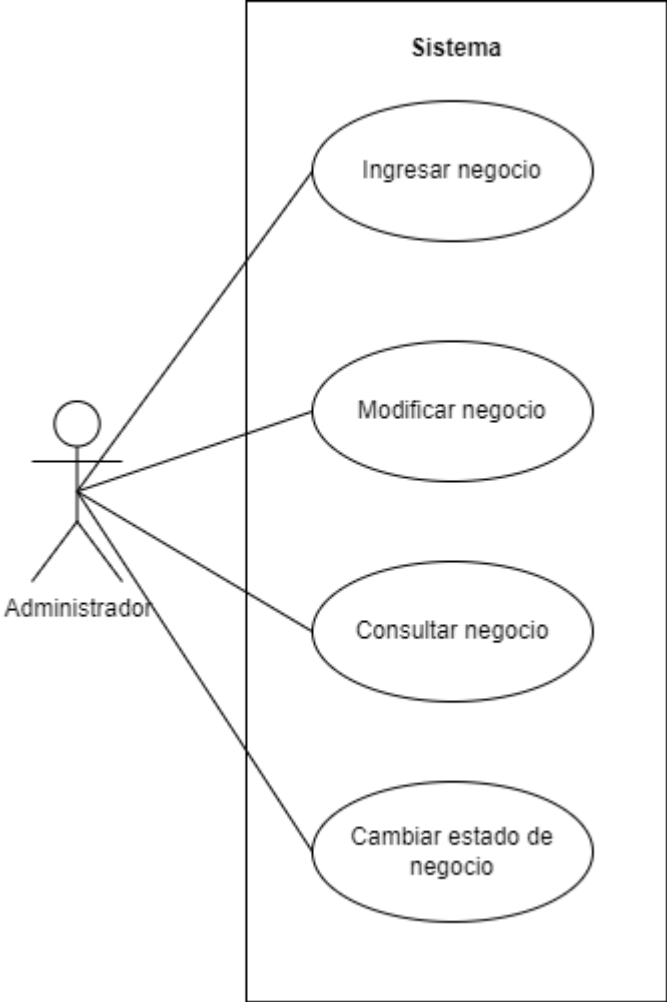 Sistema
Ingresar negocio
Modificar negocio
Administrador
Consultar negocio
Cambiar estado de
negocio